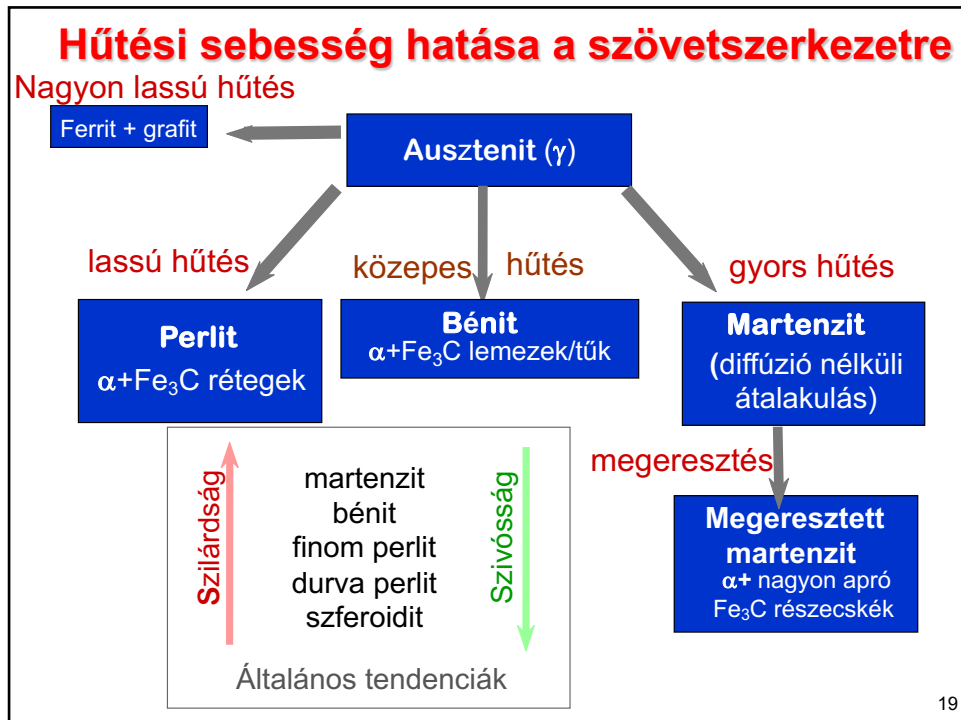 Hűtési sebesség hatása a szövetszerkezetre
Nagyon lassú hűtés
Ferrit + grafit
Ausztenit (γ)
lassú hűtés
közepes hűtés
gyors hűtés
Perlit
α+Fe₃C rétegek
Bénit
α+Fe₃C lemezek/tűk
Martenzit
(diffúzió nélküli
átalakulás)
megeresztés
Megeresztett
martenzit
α+ nagyon apró
Fe₃C részecskék
Szilárdság
martenzit
bénit
finom perlit
durva perlit
szferoidit
Szivósság
Általános tendenciák
19